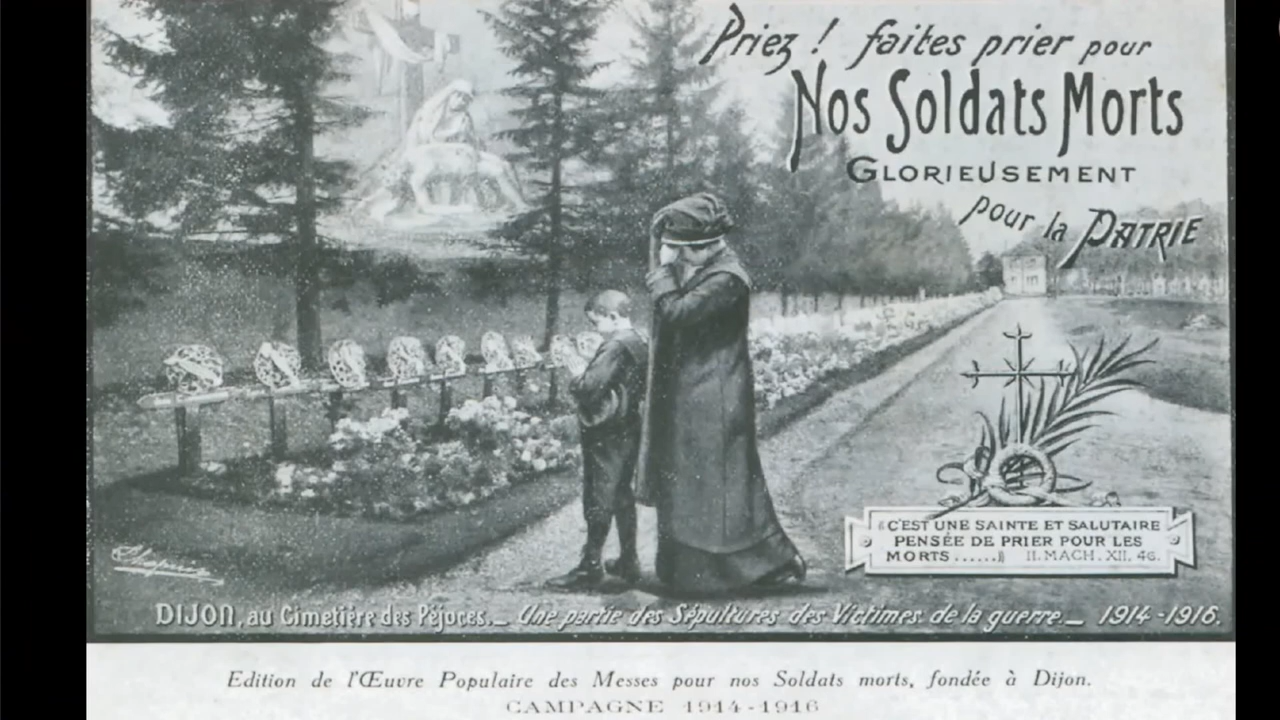 Priez ! faites prier pour
Nos Soldats Morts
GLORIEUSEMENT
pour la PATRIE
« C'EST UNE SAINTE ET SALUTAIRE
PENSÉE DE PRIER POUR LES
MORTS ......» II. MACH. XII. 46.
DIJON, au Cimetière des Péjoces._ Une partie des Sépultures des Victimes de la guerre._ 1914-1916.
Edition de l'Œuvre Populaire des Messes pour nos Soldats morts, fondée à Dijon.
CAMPAGNE 1914-1916